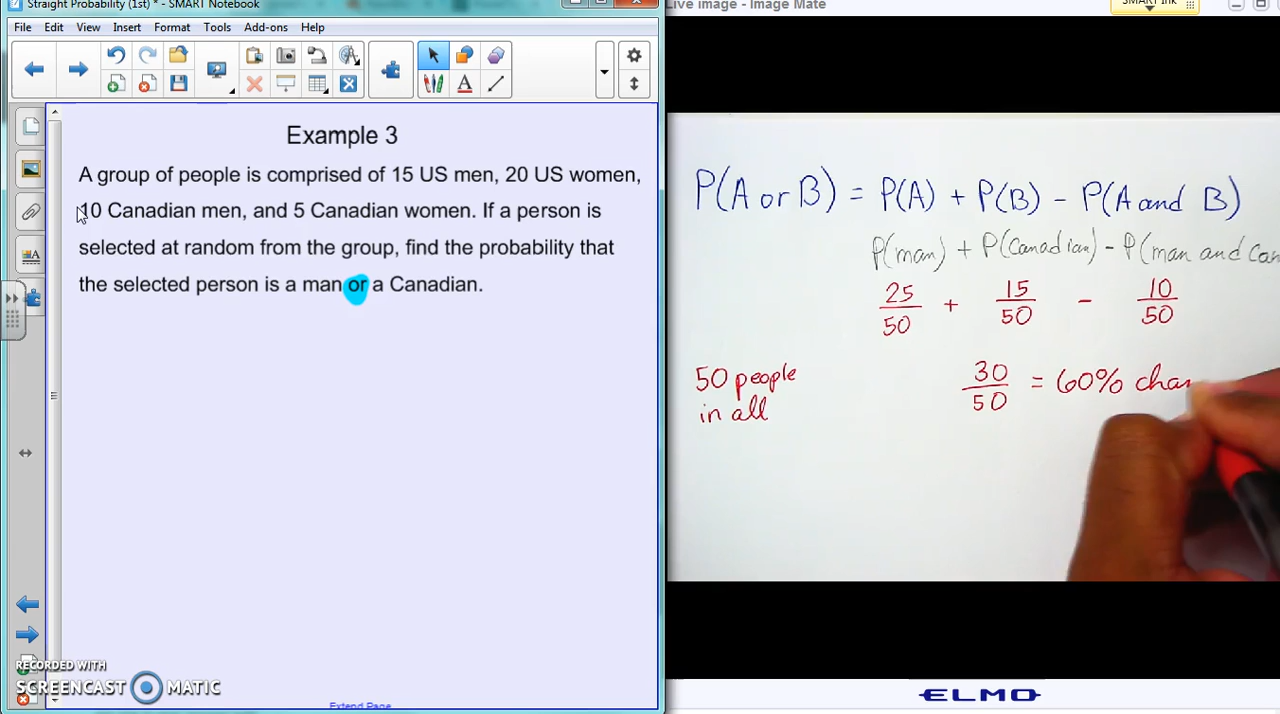 Straight Probability (1st) * - SMART Notebook
File Edit View Insert Format Tools Add-ons Help
Example 3
A group of people is comprised of 15 US men, 20 US women,
10 Canadian men, and 5 Canadian women. If a person is
selected at random from the group, find the probability that
the selected person is a man or a Canadian.
Extend Page
RECORDED WITH
SCREENCAST MATIC
Live image - Image Mate
SMART Ink
P(A or B) = P(A) + P(B) - P(A and B)
P(man) + P(Canadian) - P(man and Can
25/50 + 15/50 - 10/50
50 people
in all
30/50 = 60% chan
ELMO